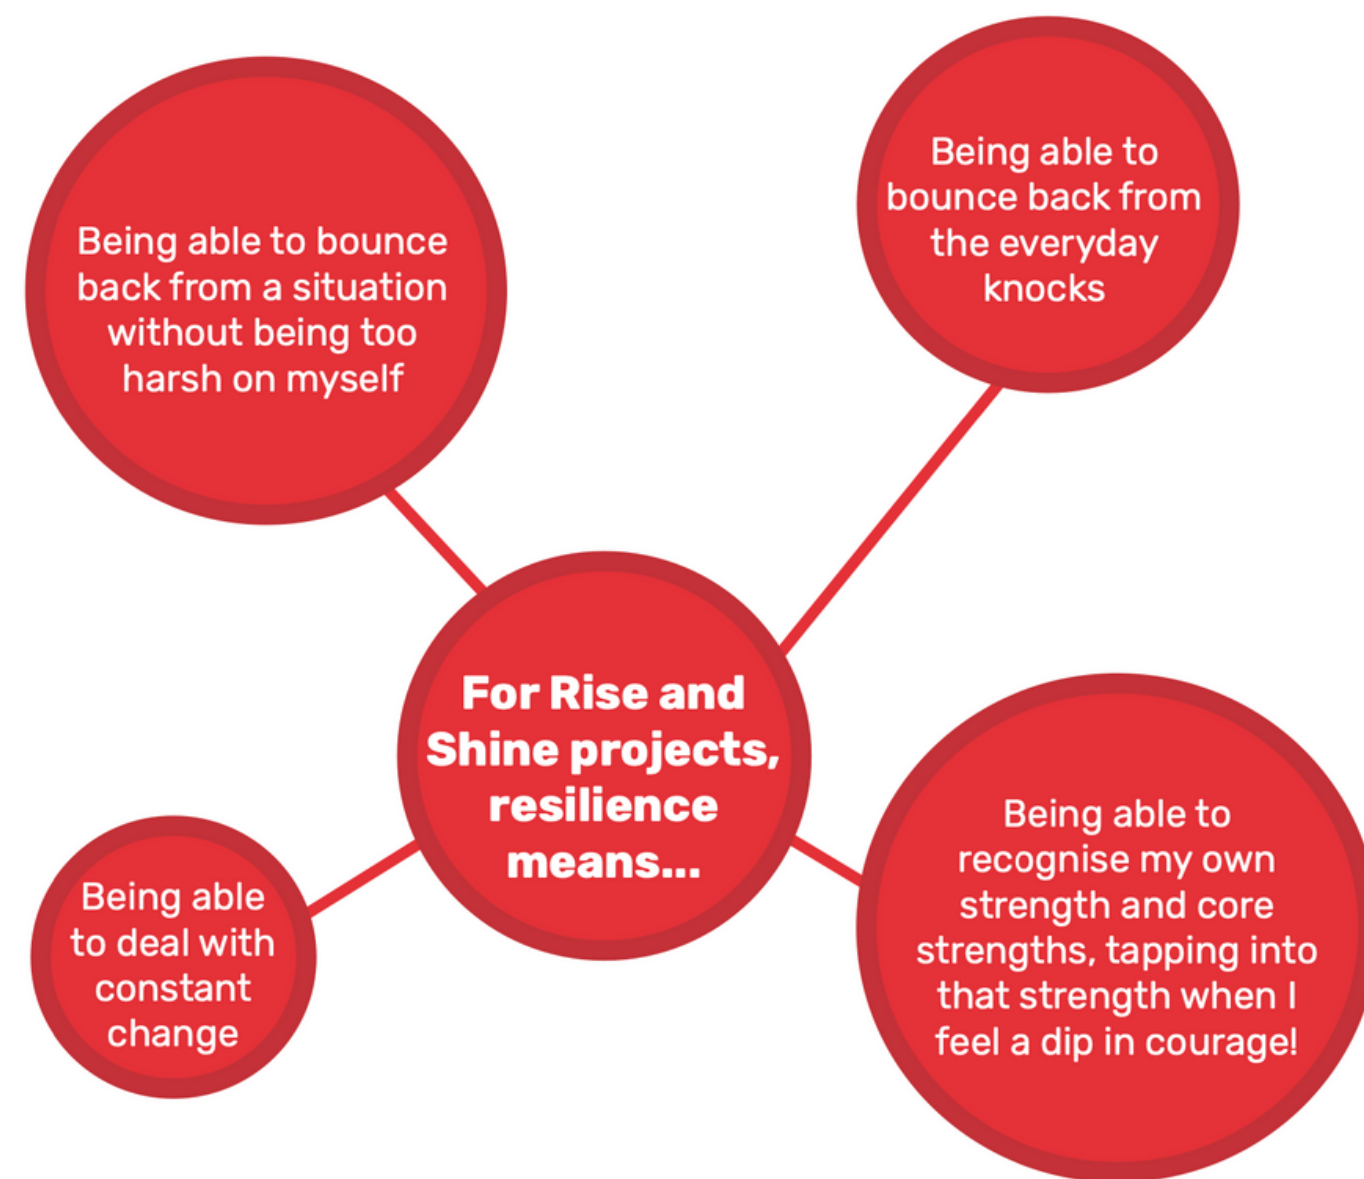 Being able to bounce
back from a situation
without being too
harsh on myself
Being able to
bounce back from
the everyday
knocks
For Rise and
Shine projects,
resilience
means...
Being able
to deal with
constant
change
Being able to
recognise my own
strength and core
strengths, tapping into
that strength when I
feel a dip in courage!